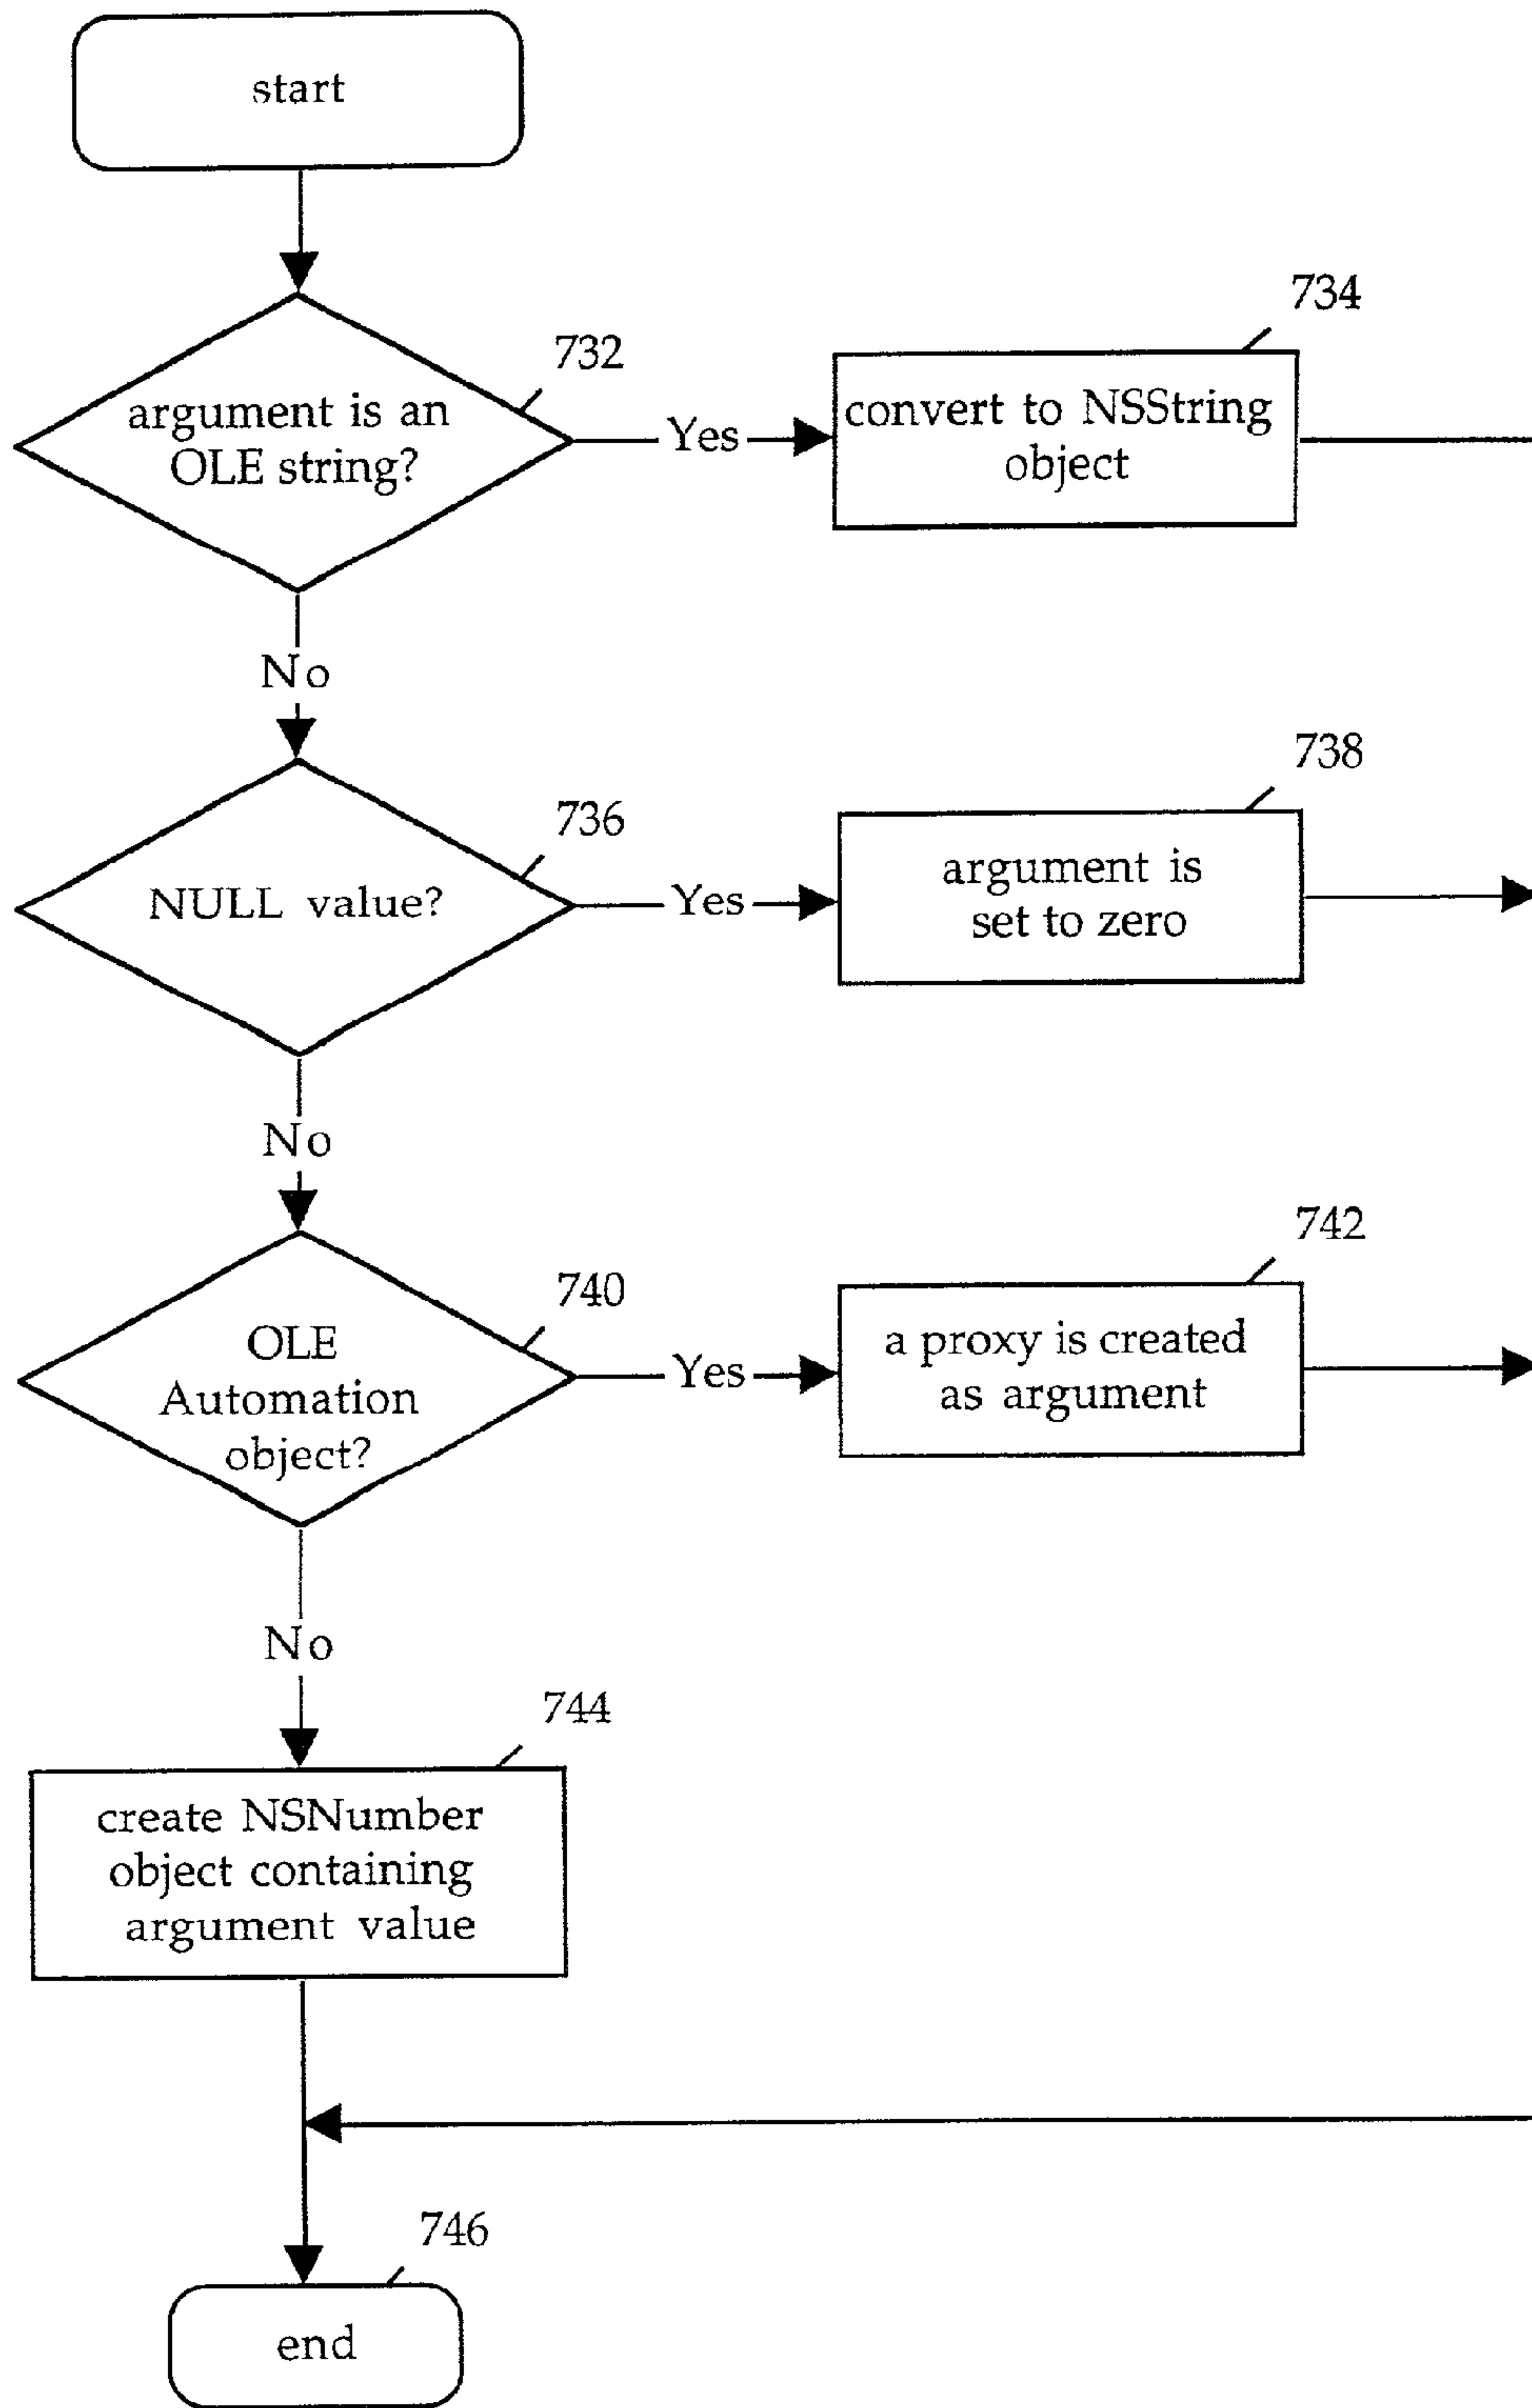 start
732
argument is an
OLE string?
Yes
734
convert to NSString
object
No
736
NULL value?
Yes
738
argument is
set to zero
No
740
OLE
Automation
object?
Yes
742
a proxy is created
as argument
No
744
create NSNumber
object containing
argument value
746
end